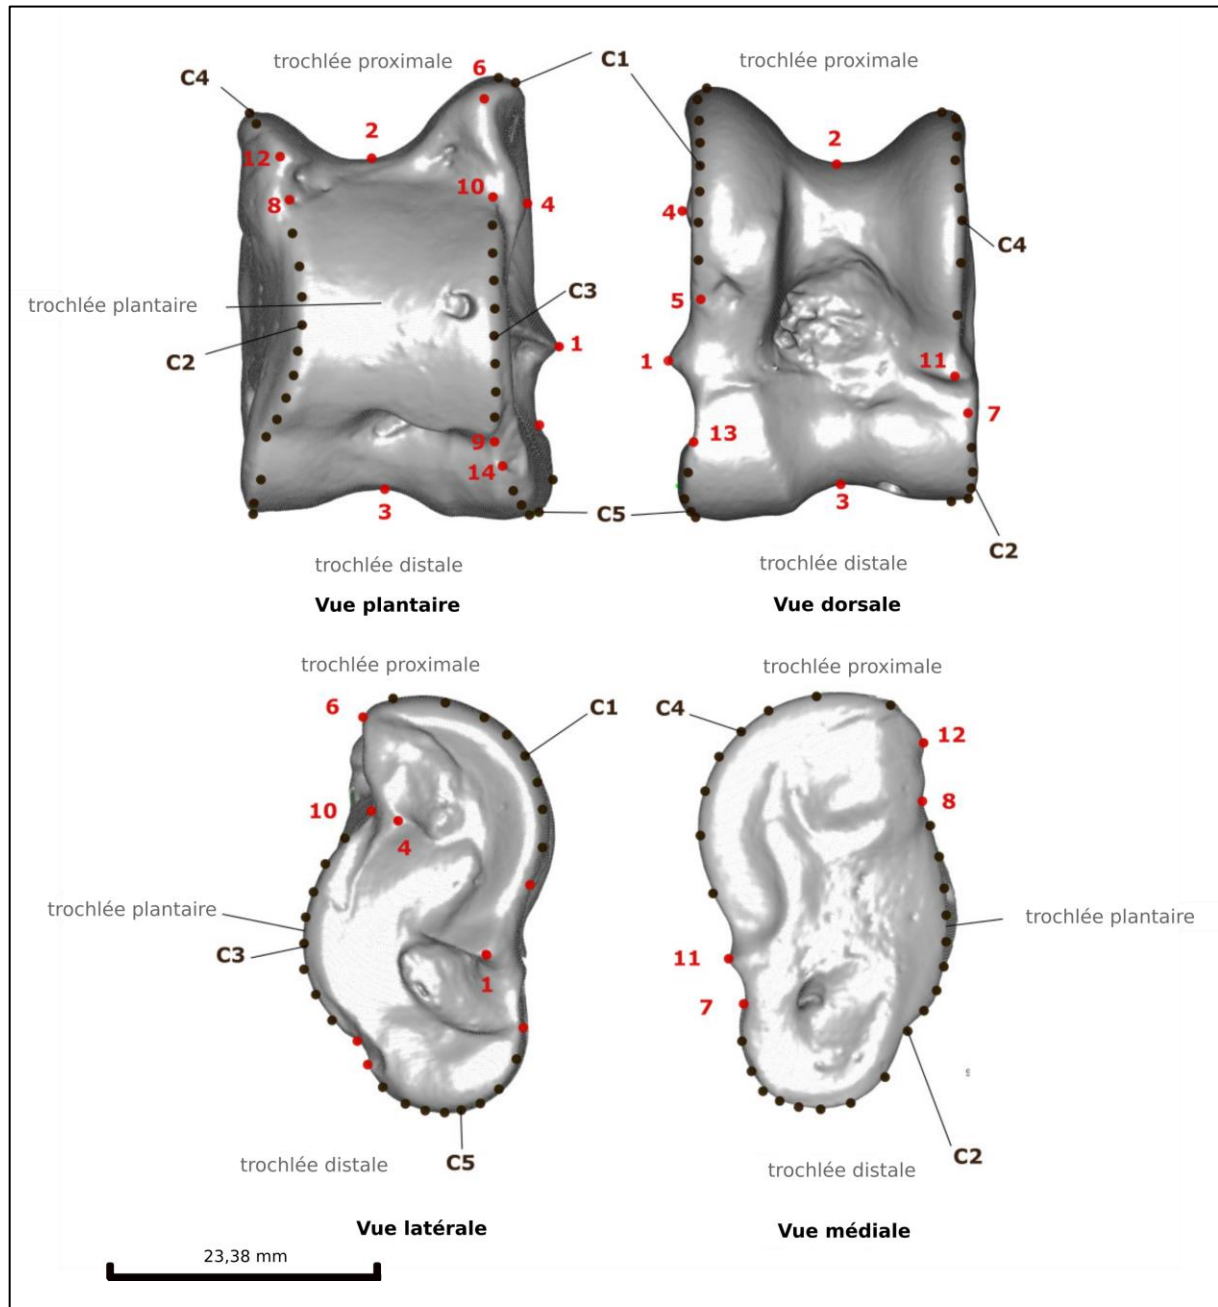 trochlée proximale
6
C1
trochlée proximale
C4
2
2
12
8
10
4
4
C4
trochlée plantaire
C3
5
C2
1
1
11
7
13
9
14
3
C5
3
C2
trochlée distale
trochlée distale
Vue plantaire
Vue dorsale
trochlée proximale
trochlée proximale
6
C1
C4
12
10
8
4
trochlée plantaire
trochlée plantaire
C3
1
11
7
C5
C2
trochlée distale
trochlée distale
Vue latérale
Vue médiale
23,38 mm